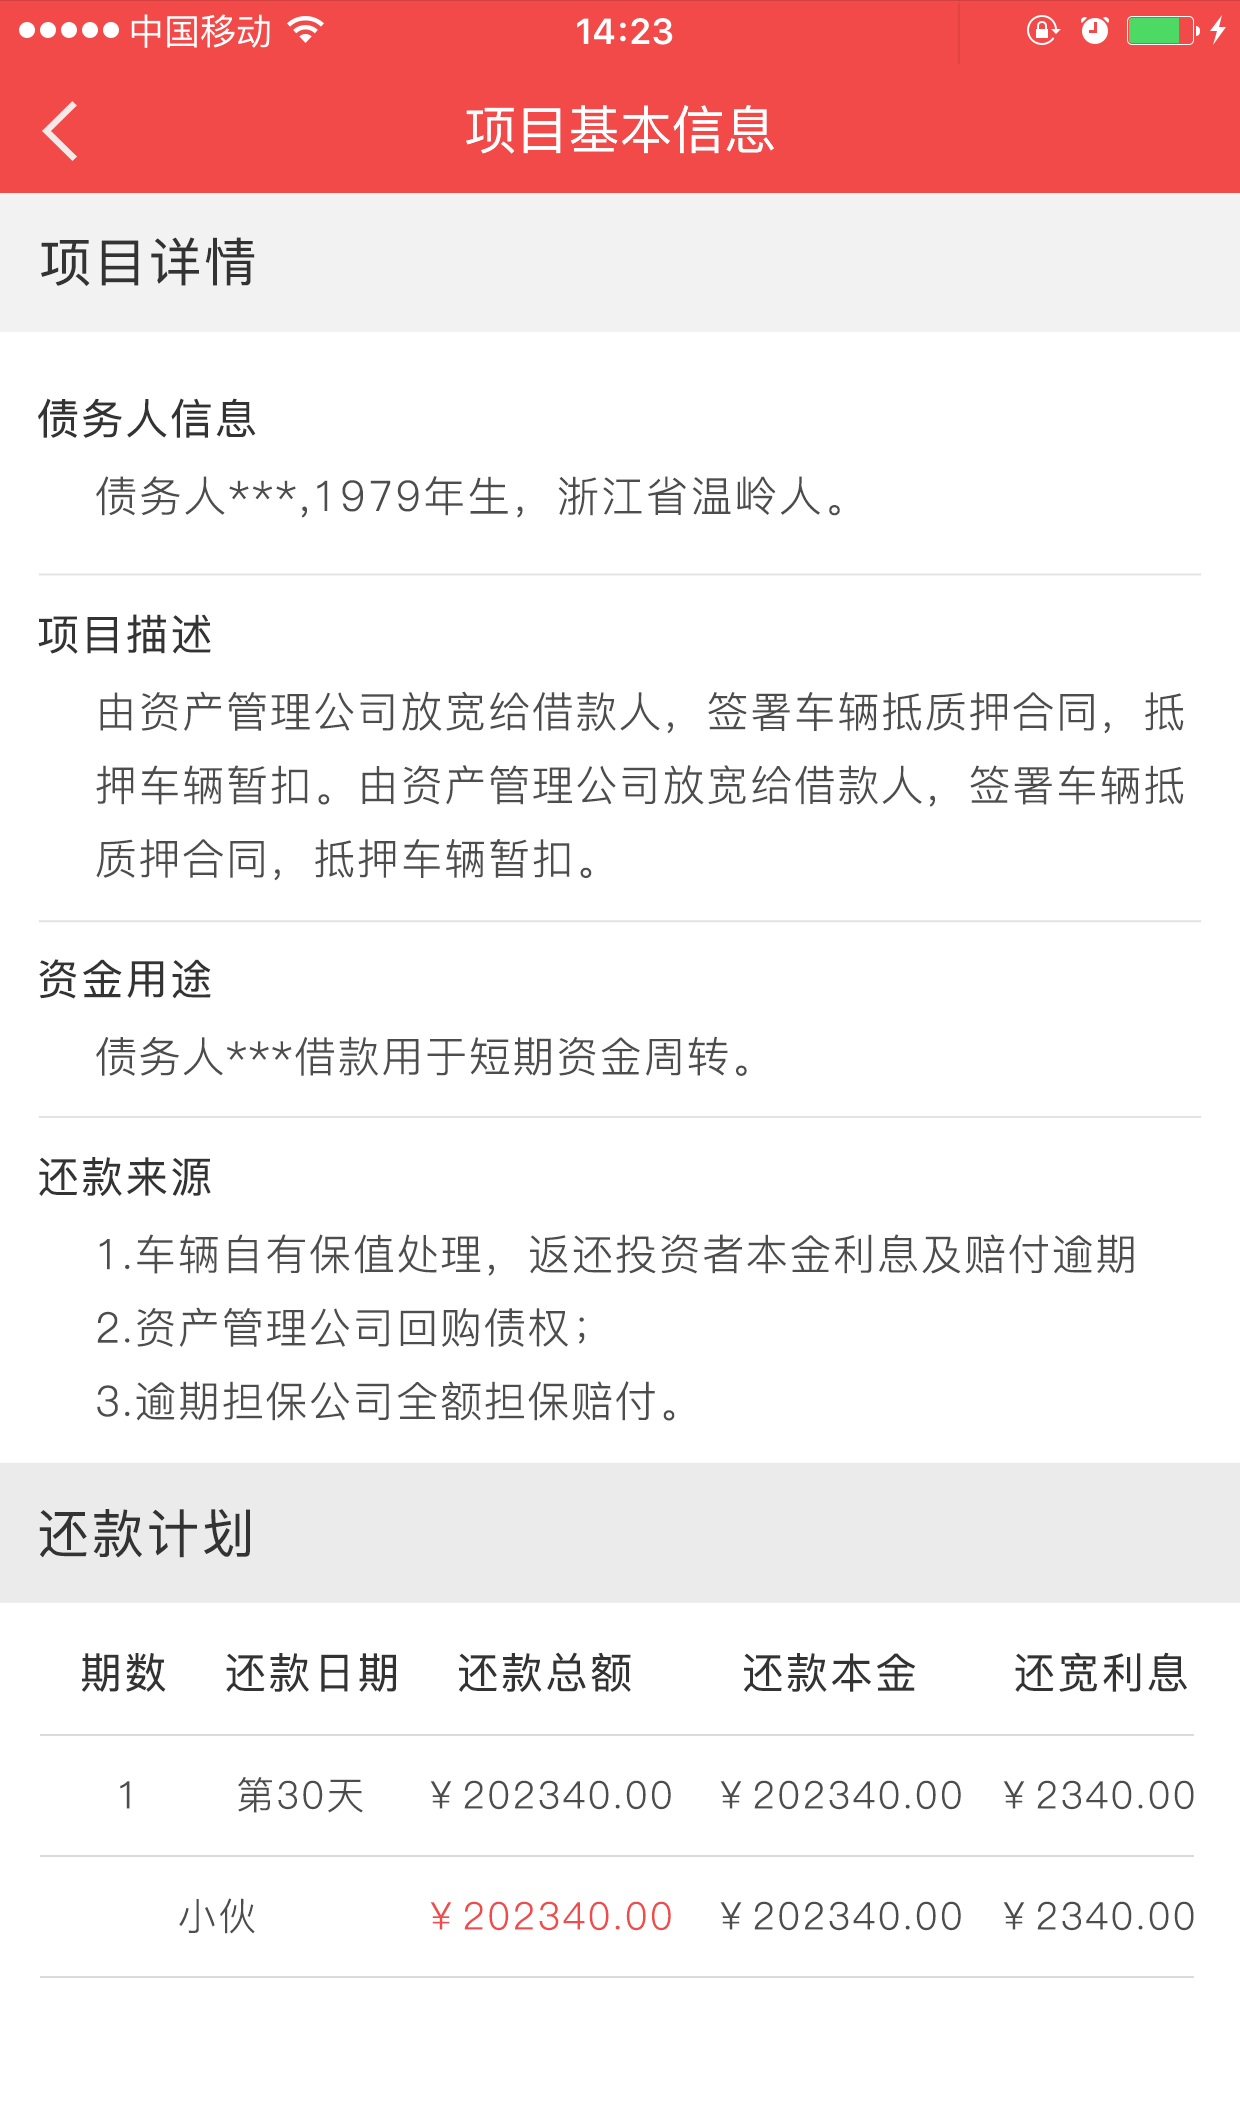 中国移动 14:23
项目基本信息
项目详情
债务人信息
债务人***,1979年生，浙江省温岭人。
项目描述
由资产管理公司放宽给借款人，签署车辆抵质押合同，抵
押车辆暂扣。由资产管理公司放宽给借款人，签署车辆抵
质押合同，抵押车辆暂扣。
资金用途
债务人***借款用于短期资金周转。
还款来源
1.车辆自有保值处理，返还投资者本金利息及赔付逾期
2.资产管理公司回购债权；
3.逾期担保公司全额担保赔付。
还款计划
期数 还款日期 还款总额 还款本金 还宽利息
1 第30天 ¥202340.00 ¥202340.00 ¥2340.00
小伙 ¥202340.00 ¥202340.00 ¥2340.00